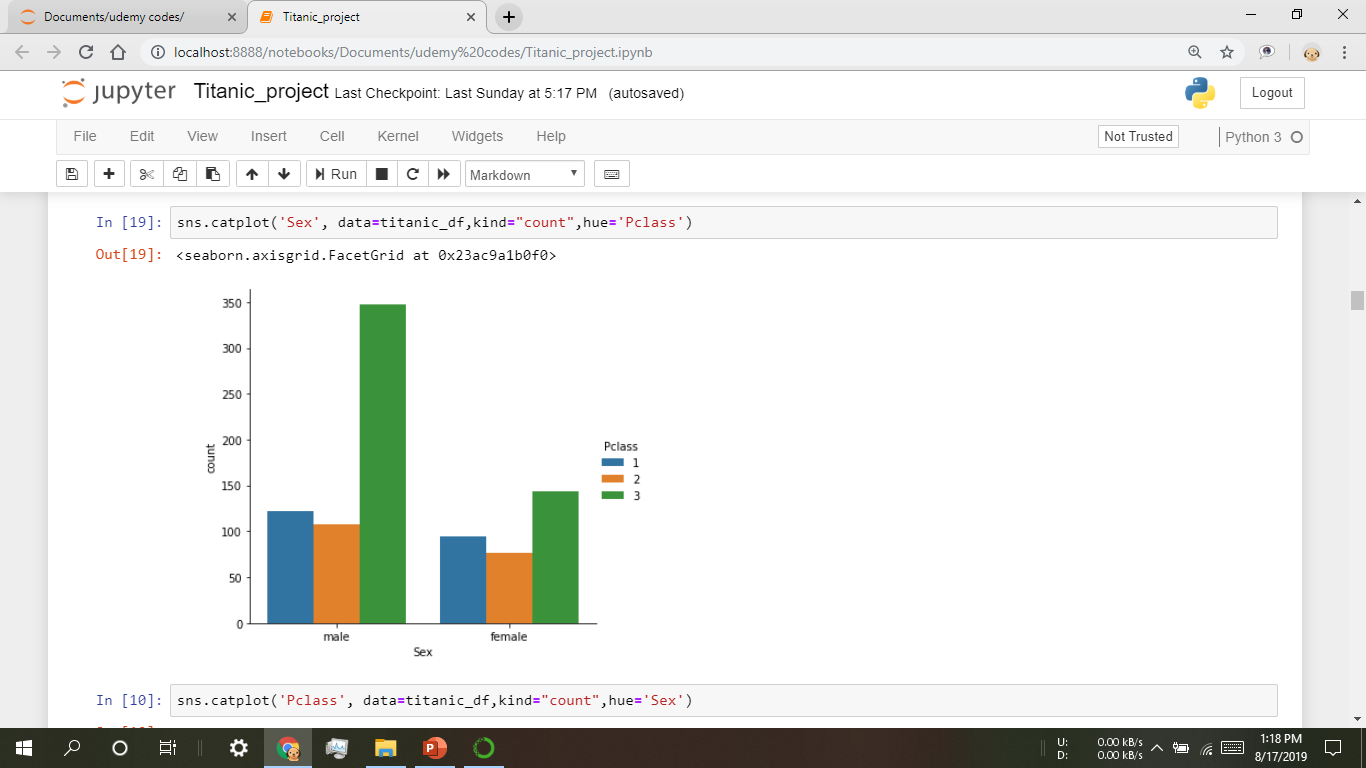 Documents/udemy codes/
Titanic_project
localhost:8888/notebooks/Documents/udemy%20codes/Titanic_project.ipynb
jupyter Titanic_project Last Checkpoint: Last Sunday at 5:17 PM (autosaved)
Logout
File Edit View Insert Cell Kernel Widgets Help
Not Trusted
Python 3
Run
Markdown
In [19]: sns.catplot('Sex', data=titanic_df,kind="count",hue='Pclass')
Out[19]: <seaborn.axisgrid.FacetGrid at 0x23ac9a1b0f0>
350
300
250
200
150
100
50
0
count
male
female
Sex
Pclass
1
2
3
In [10]: sns.catplot('Pclass', data=titanic_df,kind="count",hue='Sex')
U: 0.00 kB/s
D: 0.00 kB/s
1:18 PM
8/17/2019